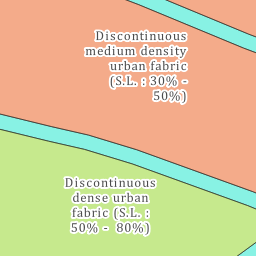 Discontinuous
medium density
urban fabric
(S.L. : 30% -
50%)
Discontinuous
dense urban
fabric (S.L. :
50% -  80%)